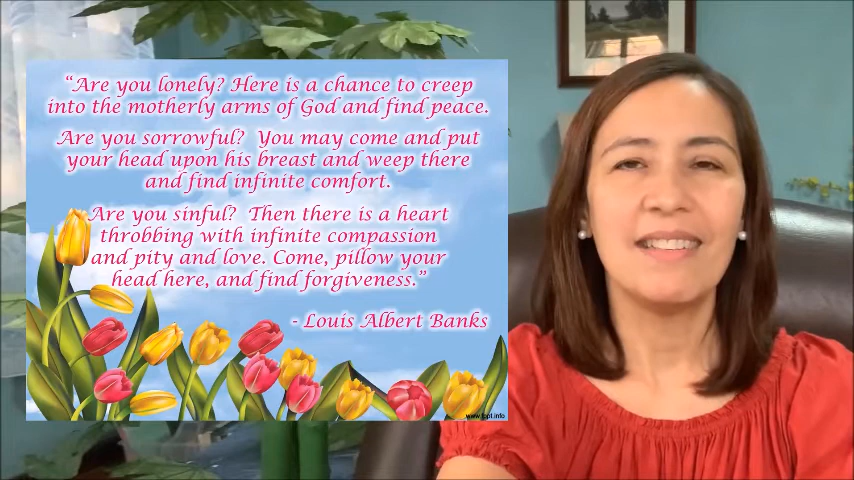 “Are you lonely? Here is a chance to creep
into the motherly arms of God and find peace.
Are you sorrowful? You may come and put
your head upon his breast and weep there
and find infinite comfort.
Are you sinful? Then there is a heart
throbbing with infinite compassion
and pity and love. Come, pillow your
head here, and find forgiveness.”
- Louis Albert Banks
www.fppt.info